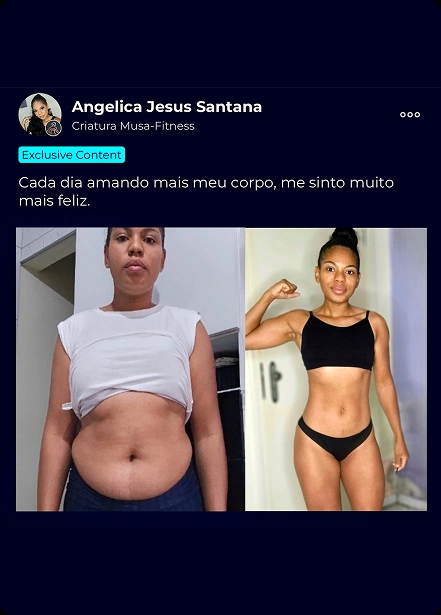 Angelica Jesus Santana
Criatura Musa-Fitness
Exclusive Content
Cada dia amando mais meu corpo, me sinto muito
mais feliz.